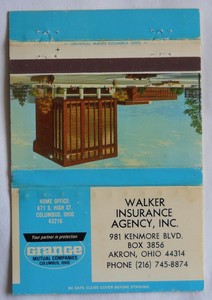 HOME OFFICE
671 S. HIGH ST.
COLUMBUS, OHIO
43215
Your partner in protection
Grange
MUTUAL COMPANIES
COLUMBUS, OHIO
WALKER
INSURANCE
AGENCY, INC.
981 KENMORE BLVD.
BOX 3856
AKRON, OHIO 44314
PHONE (216) 745-8874